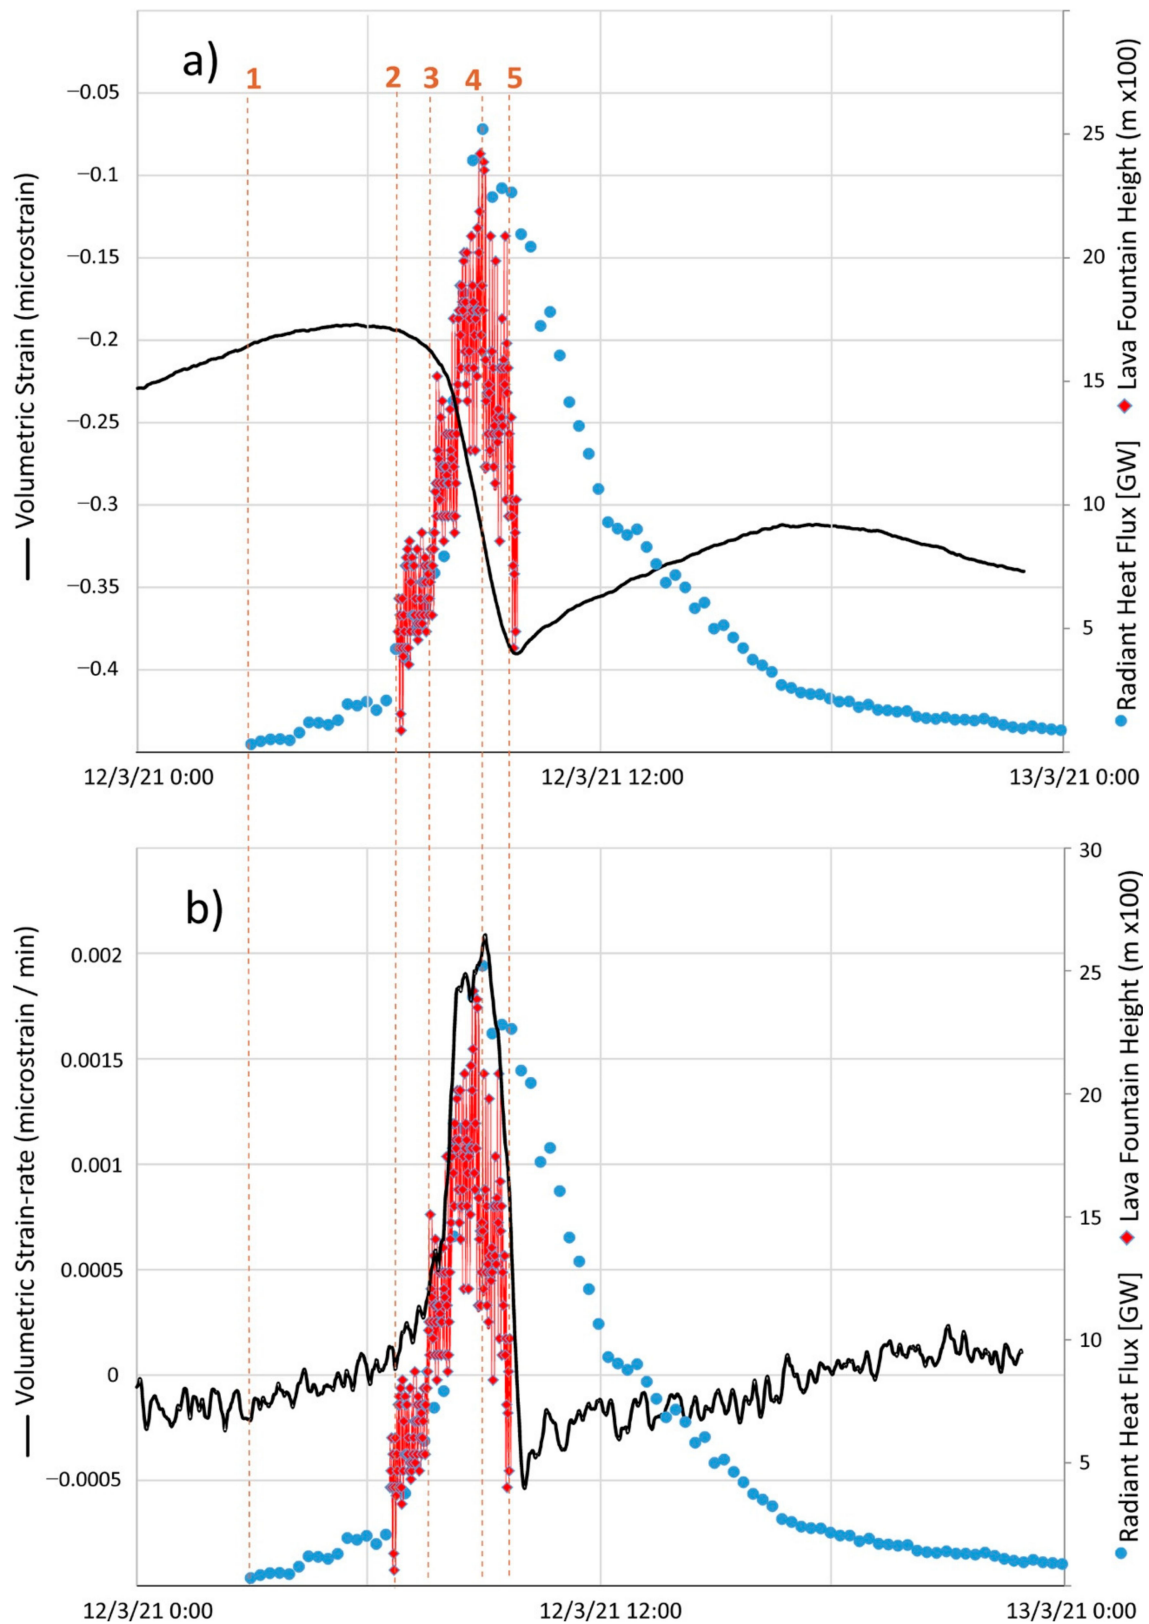 a)
1 2 3 4 5
−0.05
−0.1
−0.15
−0.2
−0.25
−0.3
−0.35
−0.4
Volumetric Strain (microstrain)
25
20
15
10
5
Radiant Heat Flux [GW] Lava Fountain Height (m x100)
12/3/21 0:00 12/3/21 12:00 13/3/21 0:00
b)
0.002
0.0015
0.001
0.0005
0
−0.0005
Volumetric Strain-rate (microstrain / min)
30
25
20
15
10
5
Radiant Heat Flux [GW] Lava Fountain Height (m x100)
12/3/21 0:00 12/3/21 12:00 13/3/21 0:00